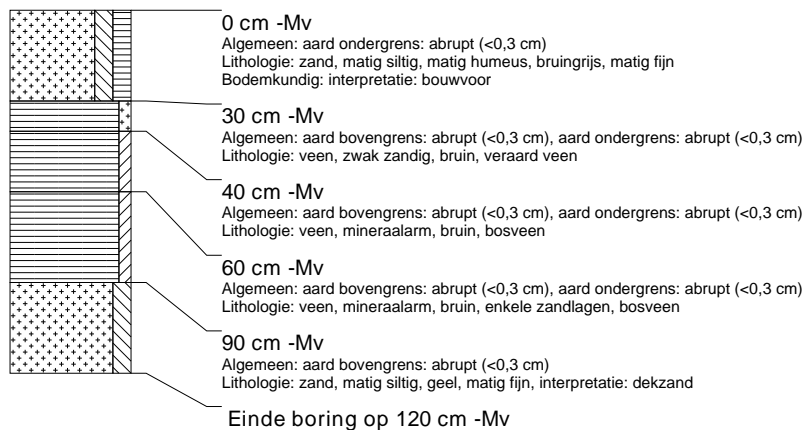 0 cm -Mv
Algemeen: aard ondergrens: abrupt (<0,3 cm)
Lithologie: zand, matig siltig, matig humeus, bruingrijs, matig fijn
Bodemkundig: interpretatie: bouwvoor
30 cm -Mv
Algemeen: aard bovengrens: abrupt (<0,3 cm), aard ondergrens: abrupt (<0,3 cm)
Lithologie: veen, zwak zandig, bruin, veraard veen
40 cm -Mv
Algemeen: aard bovengrens: abrupt (<0,3 cm), aard ondergrens: abrupt (<0,3 cm)
Lithologie: veen, mineraalarm, bruin, bosveen
60 cm -Mv
Algemeen: aard bovengrens: abrupt (<0,3 cm), aard ondergrens: abrupt (<0,3 cm)
Lithologie: veen, mineraalarm, bruin, enkele zandlagen, bosveen
90 cm -Mv
Algemeen: aard bovengrens: abrupt (<0,3 cm)
Lithologie: zand, matig siltig, geel, matig fijn, interpretatie: dekzand
Einde boring op 120 cm -Mv